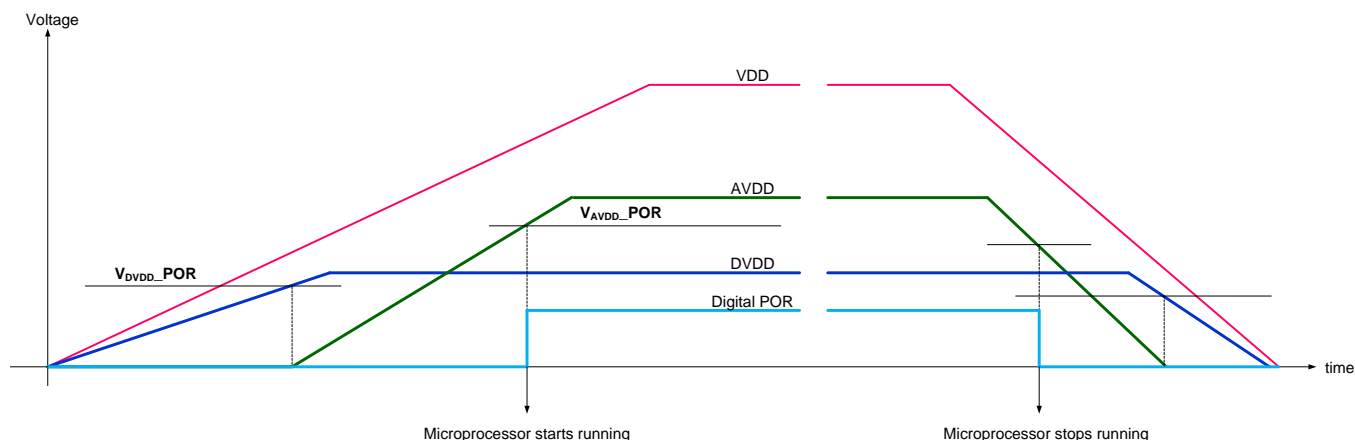 Voltage
VDD
AVDD
VAVDD_POR
VDVDD_POR
DVDD
Digital POR
time
Microprocessor starts running
Microprocessor stops running